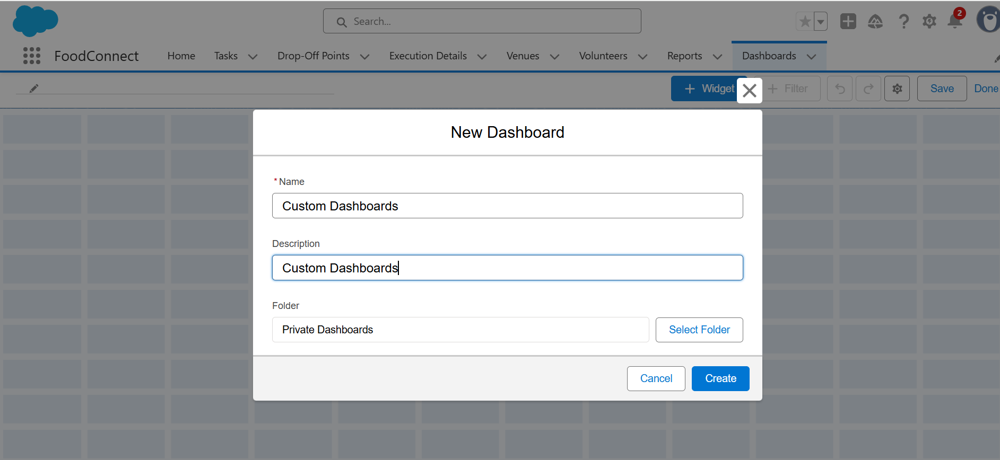 Search...
2
FoodConnect Home Tasks Drop-Off Points Execution Details Venues Volunteers Reports Dashboards
+ Widget + Filter Save Done
New Dashboard
* Name
Custom Dashboards
Description
Custom Dashboards
Folder
Private Dashboards Select Folder
Cancel Create